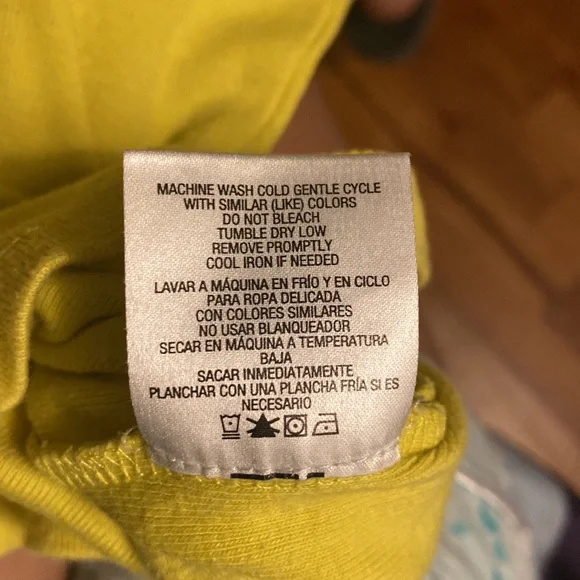 MACHINE WASH COLD GENTLE CYCLE
WITH SIMILAR (LIKE) COLORS
DO NOT BLEACH
TUMBLE DRY LOW
REMOVE PROMPTLY
COOL IRON IF NEEDED
LAVAR A MÁQUINA EN FRÍO Y EN CICLO
PARA ROPA DELICADA
CON COLORES SIMILARES
NO USAR BLANQUEADOR
SECAR EN MÁQUINA A TEMPERATURA
BAJA
SACAR INMEDIATAMENTE
PLANCHAR CON UNA PLANCHA FRÍA SI ES
NECESARIO